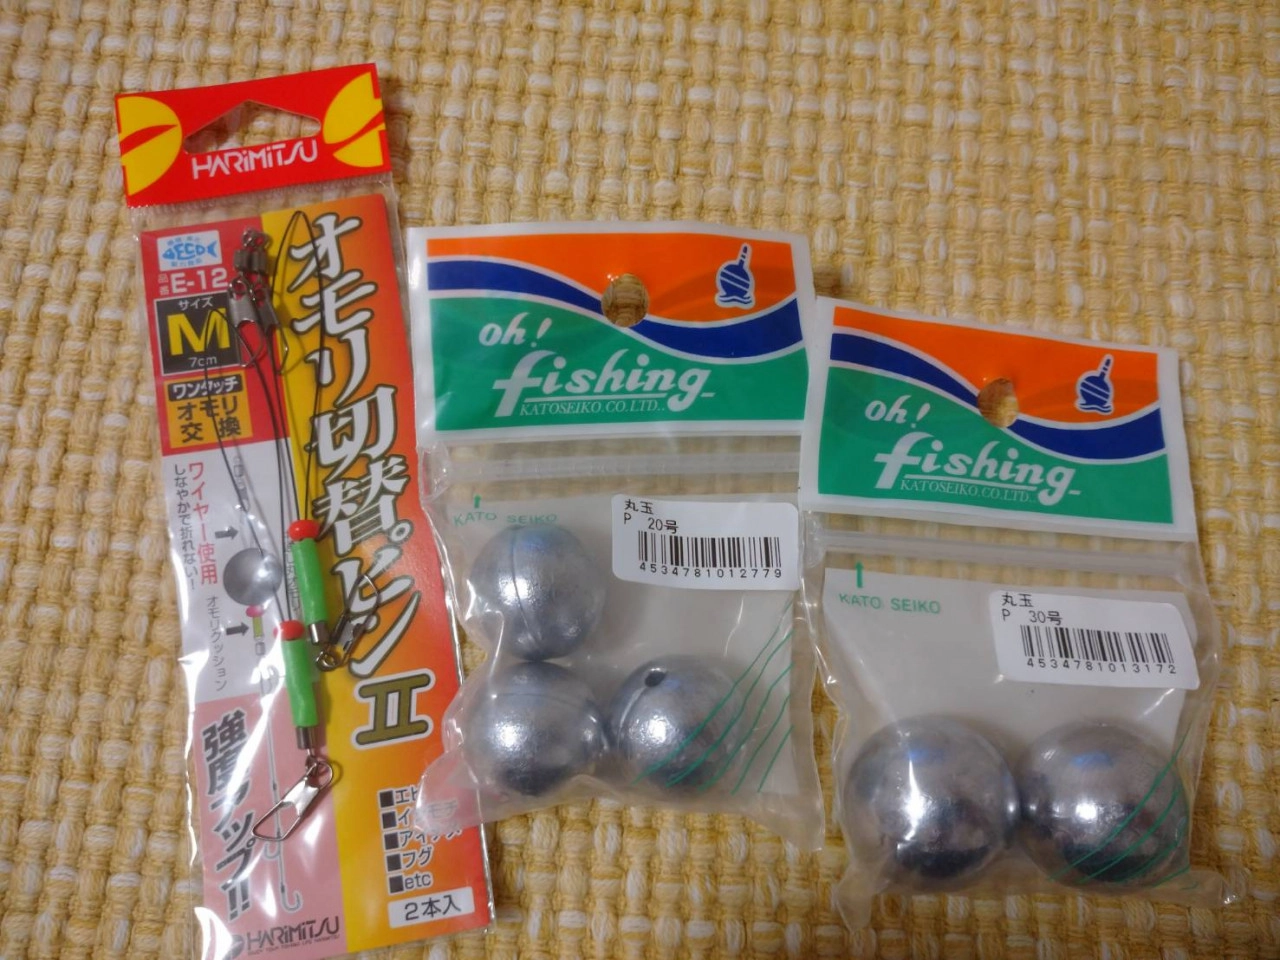 HARiMiTSU
ECO
品番 E-12
サイズ
M
7cm
ワンタッチ
オモリ
交換
オモリ切替ピンⅡ
ワイヤー使用
しなやかで折れない!
オモリクッション
強度アップ!!
■フグ
■etc
2本入
HARiMiTSU
oh!
fishing
KATOSEIKO.CO.LTD..
KATO SEIKO
丸玉
P 20号
4534781012779
oh!
fishing
KATOSEIKO.CO.LTD..
KATO SEIKO
丸玉
P 30号
4534781013172